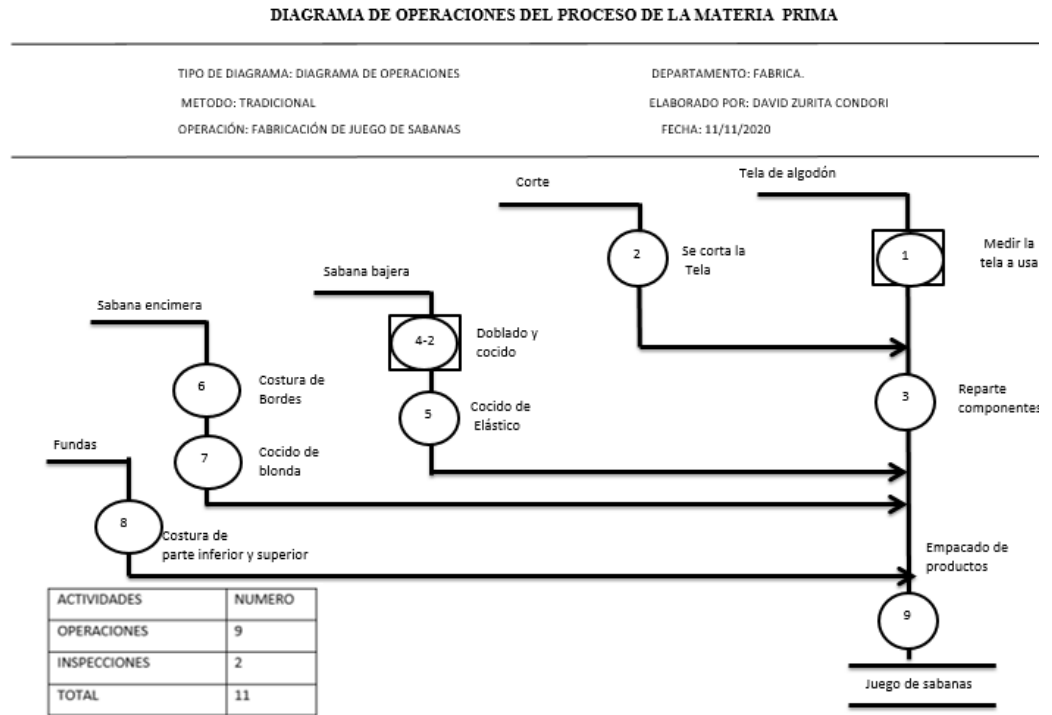 DIAGRAMA DE OPERACIONES DEL PROCESO DE LA MATERIA PRIMA
TIPO DE DIAGRAMA: DIAGRAMA DE OPERACIONES
DEPARTAMENTO: FABRICA.
METODO: TRADICIONAL
ELABORADO POR: DAVID ZURITA CONDORI
OPERACIÓN: FABRICACIÓN DE JUEGO DE SABANAS
FECHA: 11/11/2020
Tela de algodón
1
Medir la
tela a usa
Corte
2
Se corta la
Tela
3
Reparte
componentes
Sabana bajera
4-2
Doblado y
cocido
5
Cocido de
Elástico
Sabana encimera
6
Costura de
Bordes
7
Cocido de
blonda
Fundas
8
Costura de
parte inferior y superior
Empacado de
productos
9
Juego de sabanas
ACTIVIDADES NUMERO
OPERACIONES 9
INSPECCIONES 2
TOTAL 11